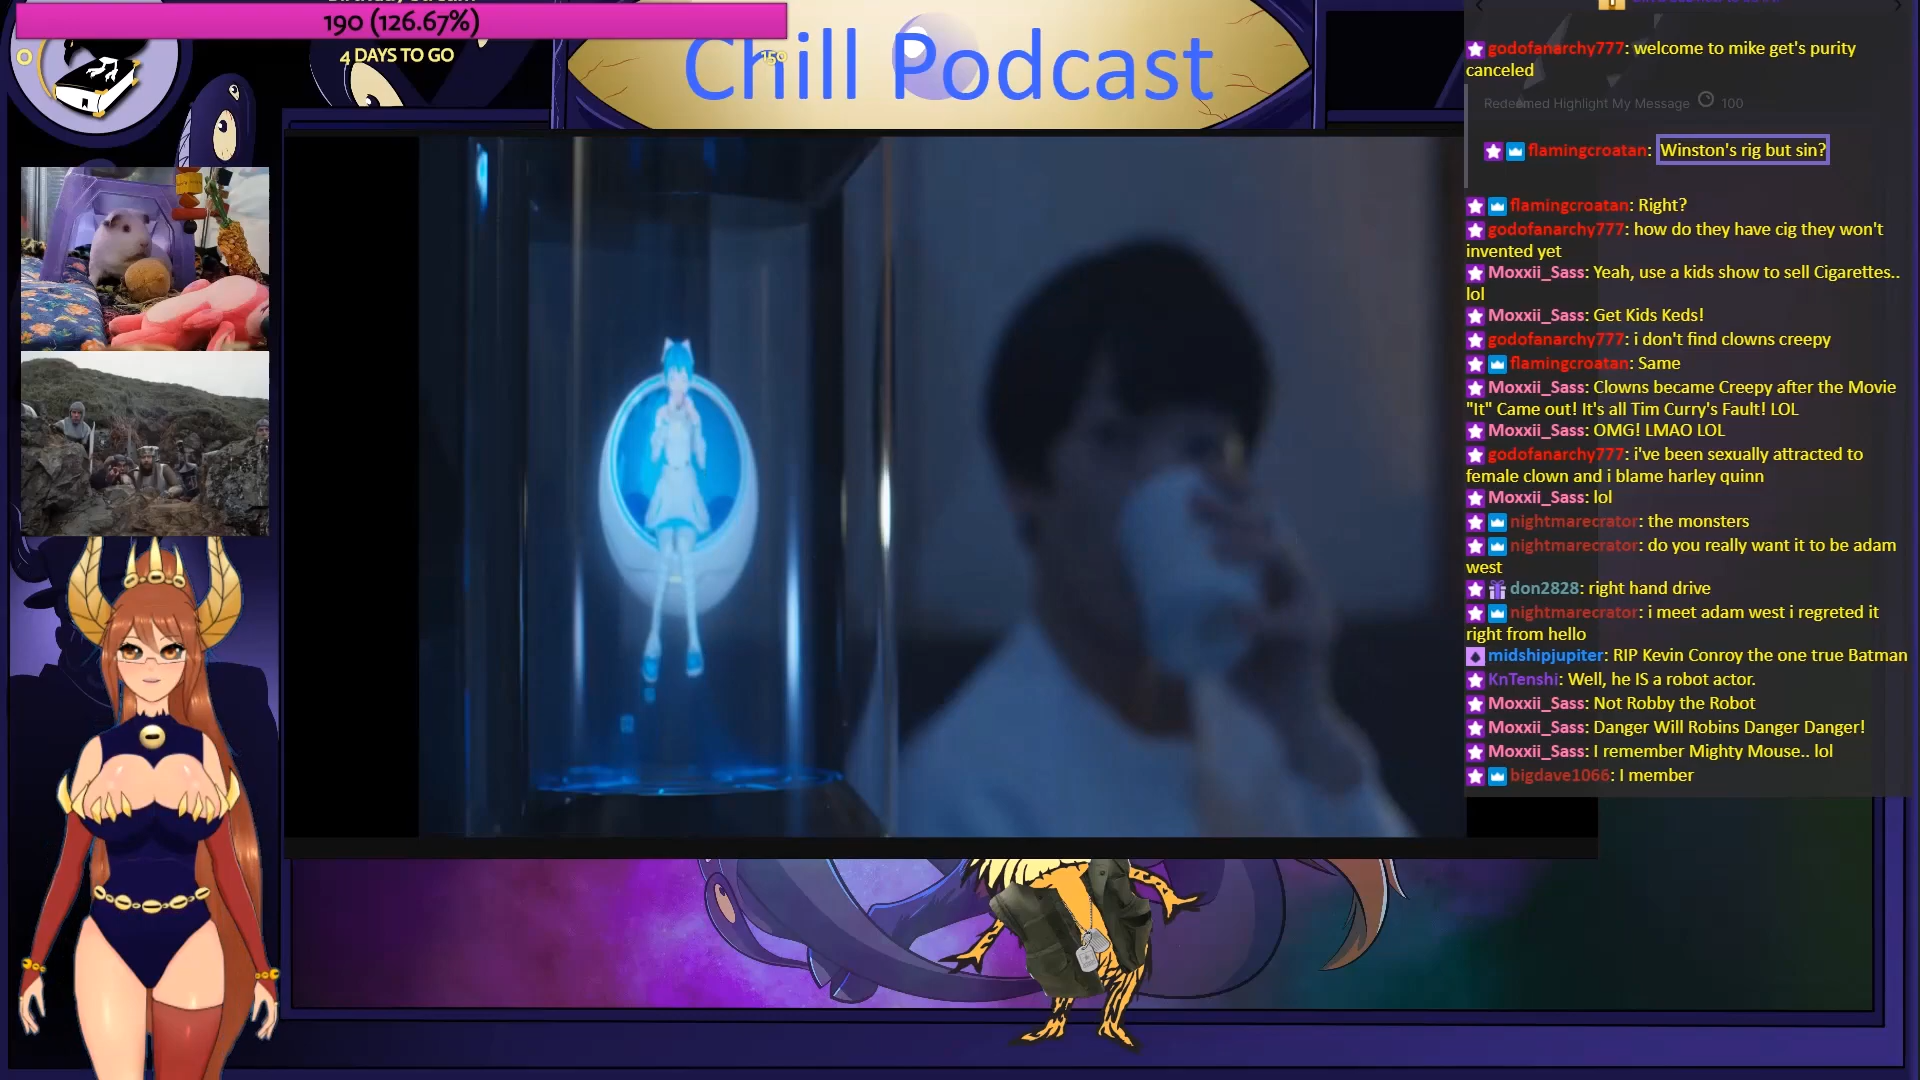 190 (126.67%)
4 DAYS TO GO
0
150
Chill Podcast
godofanarchy777: welcome to mike get's purity
canceled
Redeemed Highlight My Message 100
flamingcroatan: Winston's rig but sin?
flamingcroatan: Right?
godofanarchy777: how do they have cig they won't
invented yet
Moxxii_Sass: Yeah, use a kids show to sell Cigarettes..
lol
Moxxii_Sass: Get Kids Keds!
godofanarchy777: i don't find clowns creepy
flamingcroatan: Same
Moxxii_Sass: Clowns became Creepy after the Movie
"It" Came out! It's all Tim Curry's Fault! LOL
Moxxii_Sass: OMG! LMAO LOL
godofanarchy777: i've been sexually attracted to
female clown and i blame harley quinn
Moxxii_Sass: lol
nightmarecrator: the monsters
nightmarecrator: do you really want it to be adam
west
don2828: right hand drive
nightmarecrator: i meet adam west i regreted it
right from hello
midshipjupiter: RIP Kevin Conroy the one true Batman
KnTenshi: Well, he IS a robot actor.
Moxxii_Sass: Not Robby the Robot
Moxxii_Sass: Danger Will Robins Danger Danger!
Moxxii_Sass: I remember Mighty Mouse.. lol
bigdave1066: I member